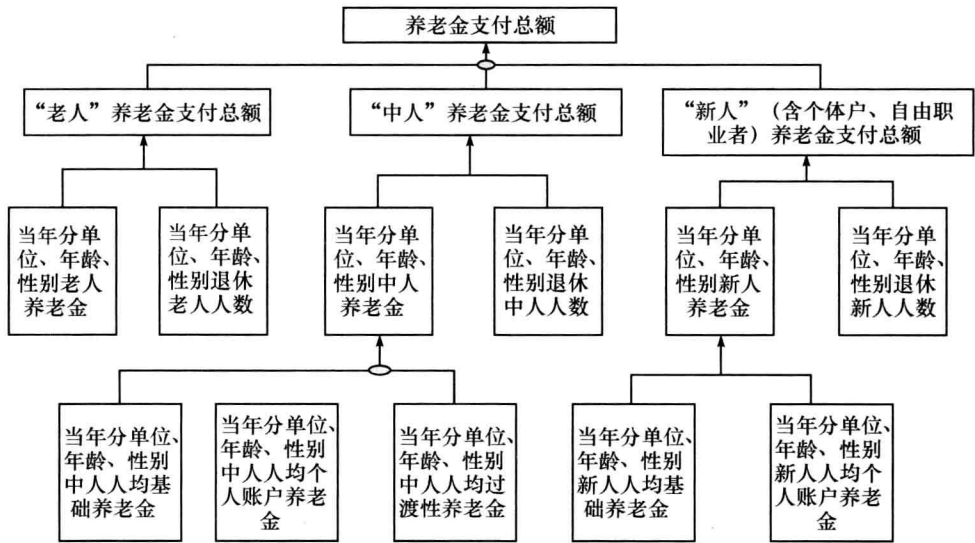 养老金支付总额
“老人”养老金支付总额
“中人”养老金支付总额
“新人”（含个体户、自由职
业者）养老金支付总额
当年分单
位、年龄、
性别老人
养老金
当年分单
位、年龄、
性别退休
老人人数
当年分单
位、年龄、
性别中人
养老金
当年分单
位、年龄、
性别退休
中人人数
当年分单
位、年龄、
性别新人
养老金
当年分单
位、年龄、
性别退休
新人人数
当年分单位、
年龄、性别
中人人均基
础养老金
当年分单位、
年龄、性别
中人人均个
人账户养老
金
当年分单位、
年龄、性别
中人人均过
渡性养老金
当年分单位、
年龄、性别
新人人均基
础养老金
当年分单位、
年龄、性别
新人人均个
人账户养老
金